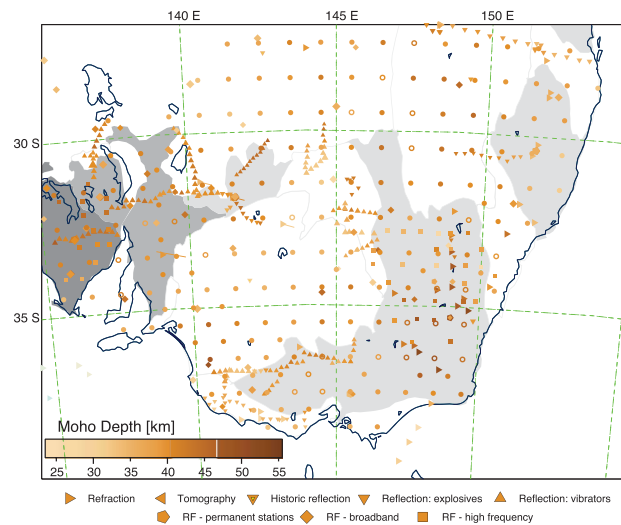 140 E 145 E 150 E
30 S
35 S
Moho Depth [km]
25 30 35 40 45 50 55
Refraction Tomography Historic reflection Reflection: explosives Reflection: vibrators
RF - permanent stations RF - broadband RF - high frequency